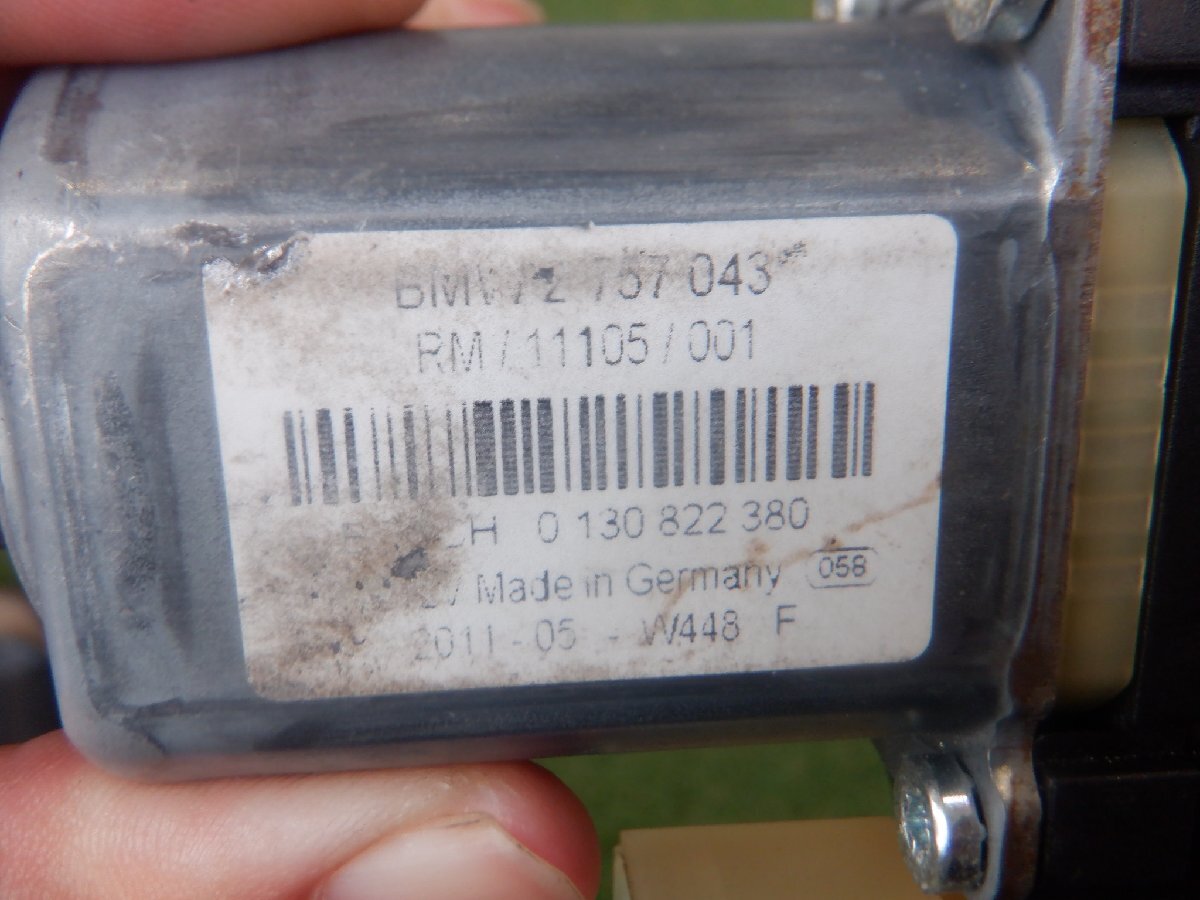 BMW 2 757 043
RM / 11105 / 001
0 130 822 380
Made in Germany 058
2011 - 05 - W448 F